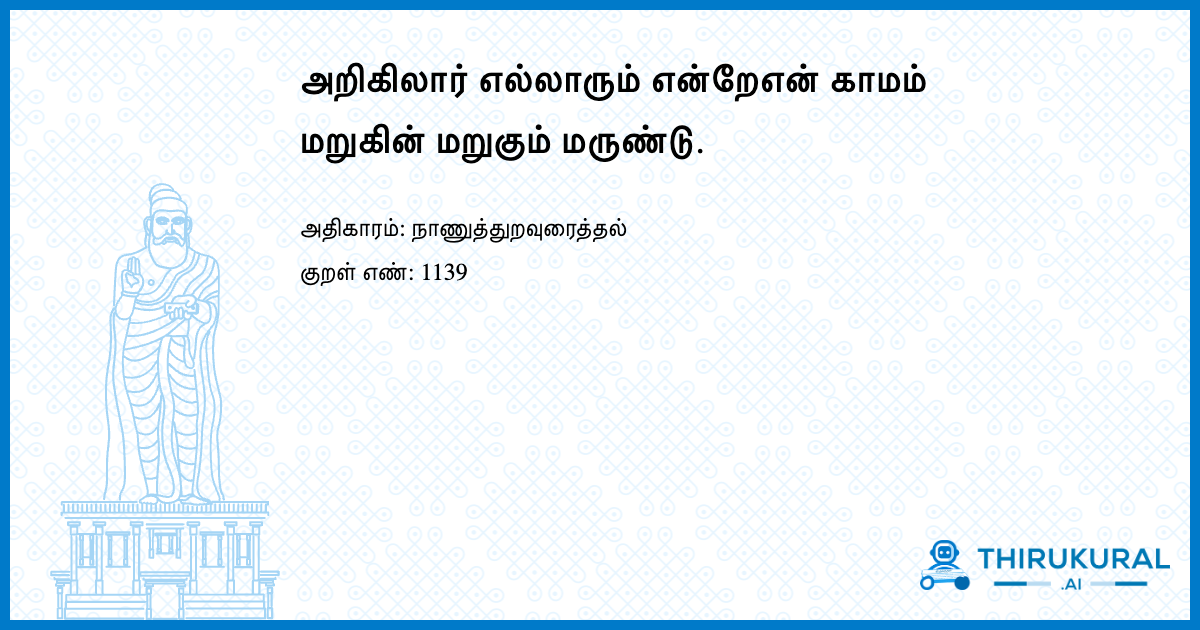 அறிகிலார் எல்லாரும் என்றேஎன் காமம்
மறுகின் மறுகும் மருண்டு.
அதிகாரம்: நாணுத்துறவுரைத்தல்
குறள் எண்: 1139
THIRUKURAL
.AI